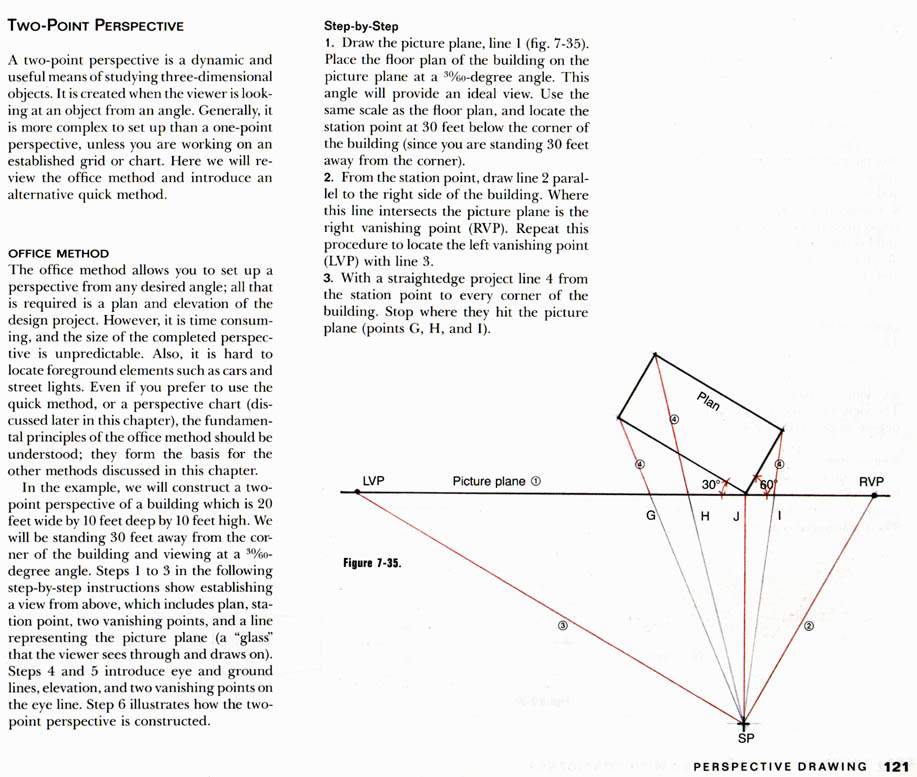 TWO-POINT PERSPECTIVE
A two-point perspective is a dynamic and
useful means of studying three-dimensional
objects. It is created when the viewer is look-
ing at an object from an angle. Generally, it
is more complex to set up than a one-point
perspective, unless you are working on an
established grid or chart. Here we will re-
view the office method and introduce an
alternative quick method.
OFFICE METHOD
The office method allows you to set up a
perspective from any desired angle; all that
is required is a plan and elevation of the
design project. However, it is time consum-
ing, and the size of the completed perspec-
tive is unpredictable. Also, it is hard to
locate foreground elements such as cars and
street lights. Even if you prefer to use the
quick method, or a perspective chart (dis-
cussed later in this chapter), the fundamen-
tal principles of the office method should be
understood; they form the basis for the
other methods discussed in this chapter.
In the example, we will construct a two-
point perspective of a building which is 20
feet wide by 10 feet deep by 10 feet high. We
will be standing 30 feet away from the cor-
ner of the building and viewing at a 30/60-
degree angle. Steps 1 to 3 in the following
step-by-step instructions show establishing
a view from above, which includes plan, sta-
tion point, two vanishing points, and a line
representing the picture plane (a "glass"
that the viewer sees through and draws on).
Steps 4 and 5 introduce eye and ground
lines, elevation, and two vanishing points on
the eye line. Step 6 illustrates how the two-
point perspective is constructed.
Step-by-Step
1. Draw the picture plane, line 1 (fig. 7-35).
Place the floor plan of the building on the
picture plane at a 30/60-degree angle. This
angle will provide an ideal view. Use the
same scale as the floor plan, and locate the
station point at 30 feet below the corner of
the building (since you are standing 30 feet
away from the corner).
2. From the station point, draw line 2 paral-
lel to the right side of the building. Where
this line intersects the picture plane is the
right vanishing point (RVP). Repeat this
procedure to locate the left vanishing point
(LVP) with line 3.
3. With a straightedge project line 4 from
the station point to every corner of the
building. Stop where they hit the picture
plane (points G, H, and I).
Plan
④
④
④
LVP
Picture plane ①
30°
60°
RVP
G
H
J
I
Figure 7-35.
③
②
SP
PERSPECTIVE DRAWING 121